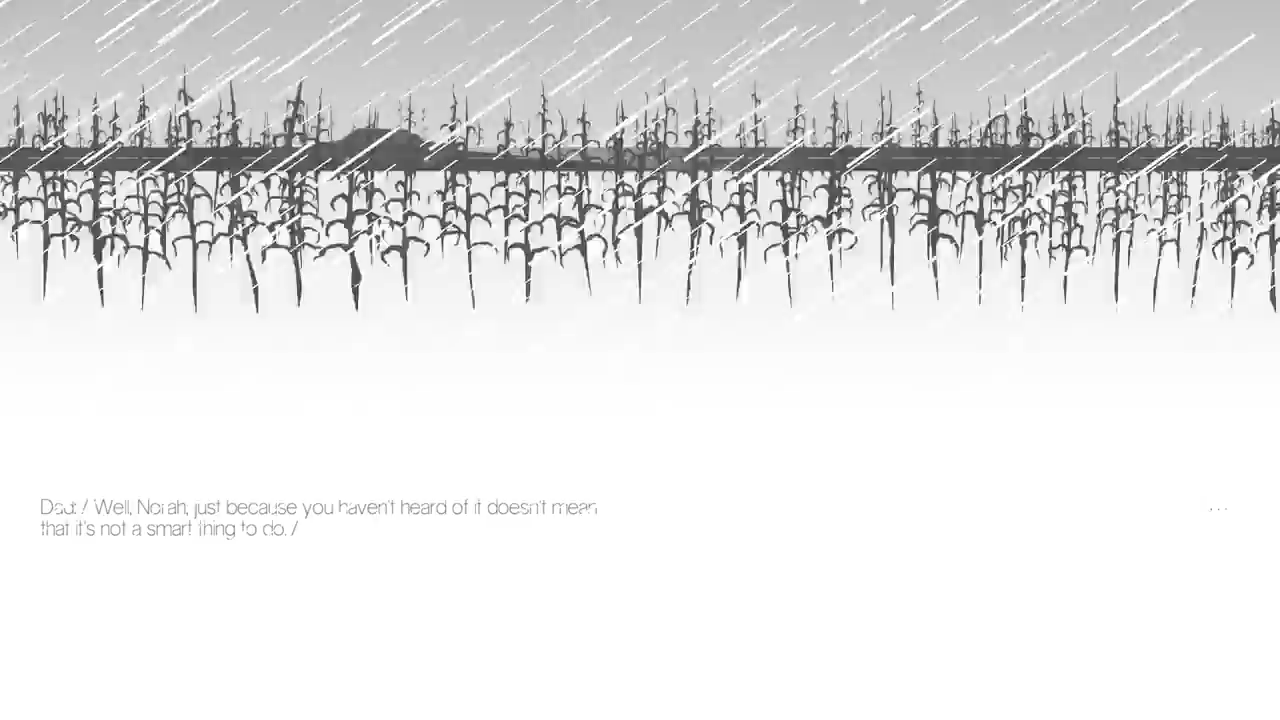 Dad: / Well, Norah, just because you haven't heard of it doesn't mean
that it's not a smart thing to do. /
...